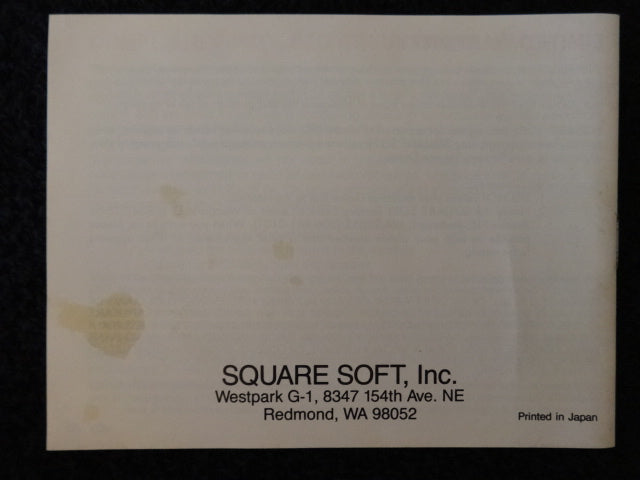 SQUARE SOFT, Inc.
Westpark G-1, 8347 154th Ave. NE
Redmond, WA 98052
Printed in Japan